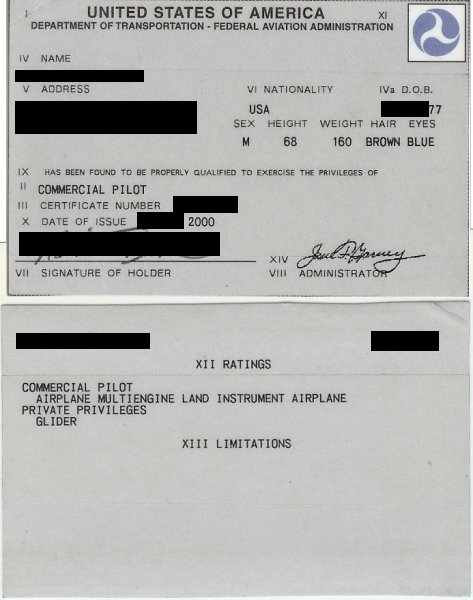 I UNITED STATES OF AMERICA XI
DEPARTMENT OF TRANSPORTATION - FEDERAL AVIATION ADMINISTRATION
IV NAME
V ADDRESS VI NATIONALITY IVa D.O.B.
USA 77
SEX HEIGHT WEIGHT HAIR EYES
M 68 160 BROWN BLUE
IX HAS BEEN FOUND TO BE PROPERLY QUALIFIED TO EXERCISE THE PRIVILEGES OF
II COMMERCIAL PILOT
III CERTIFICATE NUMBER
X DATE OF ISSUE 2000
XIV
VII SIGNATURE OF HOLDER VIII ADMINISTRATOR
XII RATINGS
COMMERCIAL PILOT
AIRPLANE MULTIENGINE LAND INSTRUMENT AIRPLANE
PRIVATE PRIVILEGES
GLIDER
XIII LIMITATIONS